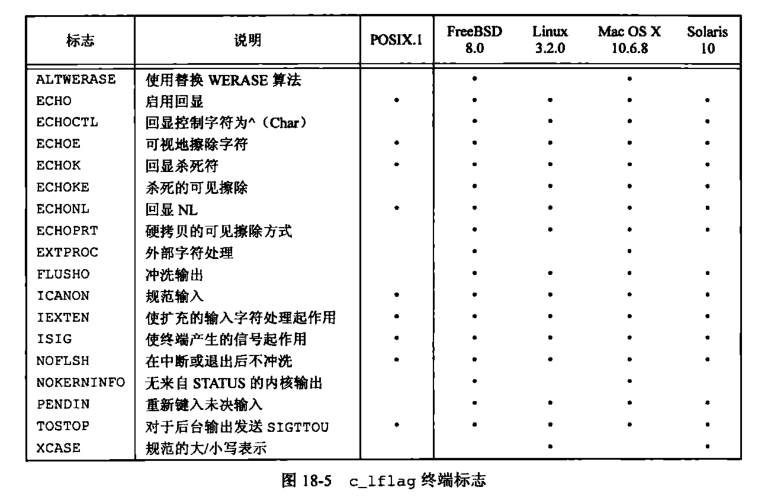 标志 说明 POSIX.1 FreeBSD 8.0 Linux 3.2.0 Mac OS X 10.6.8 Solaris 10
ALTWERASE 使用替换 WERASE 算法 • •
ECHO 启用回显 • • • • •
ECHOCTL 回显控制字符为^（Char） • • • •
ECHOE 可视地擦除字符 • • • • •
ECHOK 回显杀死符 • • • • •
ECHOKE 杀死的可见擦除 • • • •
ECHONL 回显 NL • • • • •
ECHOPRT 硬拷贝的可见擦除方式 • • • •
EXTPROC 外部字符处理 • •
FLUSHO 冲洗输出 • • • •
ICANON 规范输入 • • • • •
IEXTEN 使扩充的输入字符处理起作用 • • • • •
ISIG 使终端产生的信号起作用 • • • • •
NOFLSH 在中断或退出后不冲洗 • • • • •
NOKERNINFO 无来自 STATUS 的内核输出 • •
PENDIN 重新键入未决输入 • • • •
TOSTOP 对于后台输出发送 SIGTTOU • • • • •
XCASE 规范的大/小写表示 • •
图 18-5 c_lflag 终端标志